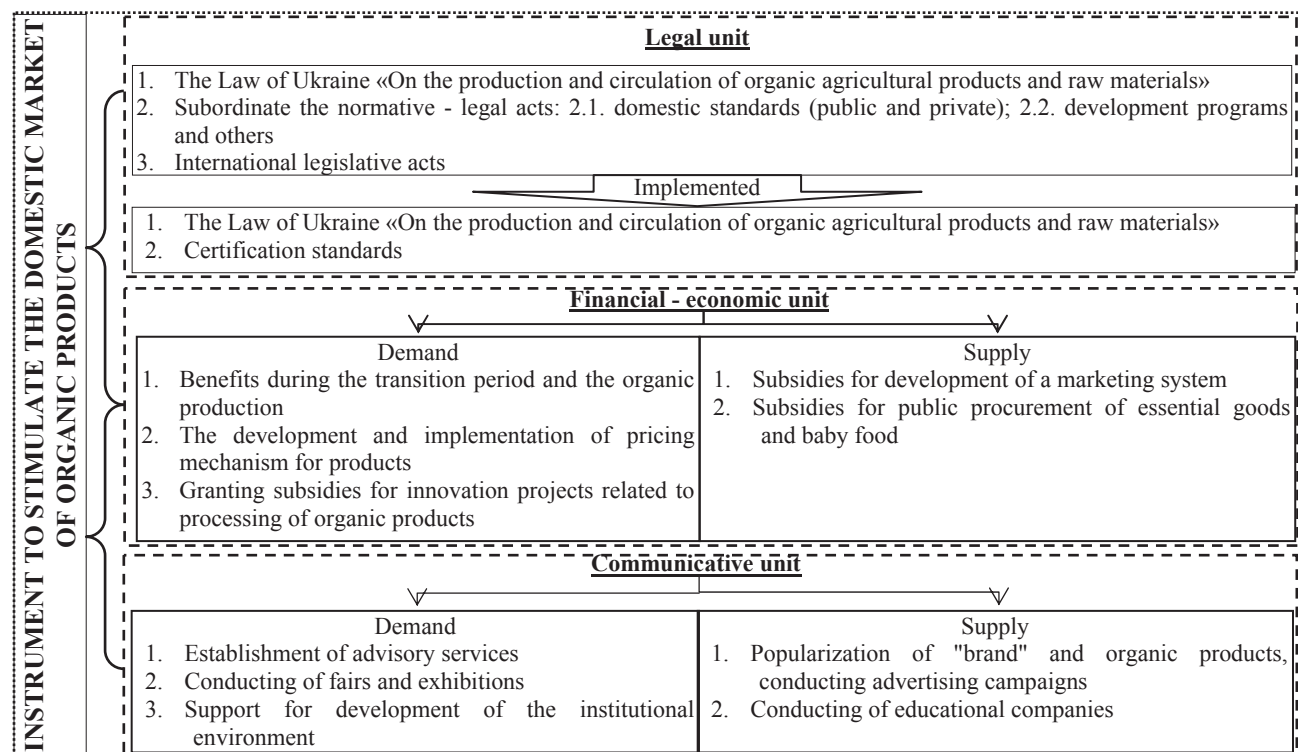 INSTRUMENT TO STIMULATE THE DOMESTIC MARKET
OF ORGANIC PRODUCTS
Legal unit
1. The Law of Ukraine «On the production and circulation of organic agricultural products and raw materials»
2. Subordinate the normative - legal acts: 2.1. domestic standards (public and private); 2.2. development programs
and others
3. International legislative acts
Implemented
1. The Law of Ukraine «On the production and circulation of organic agricultural products and raw materials»
2. Certification standards
Financial - economic unit
Demand
1. Benefits during the transition period and the organic
production
2. The development and implementation of pricing
mechanism for products
3. Granting subsidies for innovation projects related to
processing of organic products
Supply
1. Subsidies for development of a marketing system
2. Subsidies for public procurement of essential goods
and baby food
Communicative unit
Demand
1. Establishment of advisory services
2. Conducting of fairs and exhibitions
3. Support for development of the institutional
environment
Supply
1. Popularization of "brand" and organic products,
conducting advertising campaigns
2. Conducting of educational companies